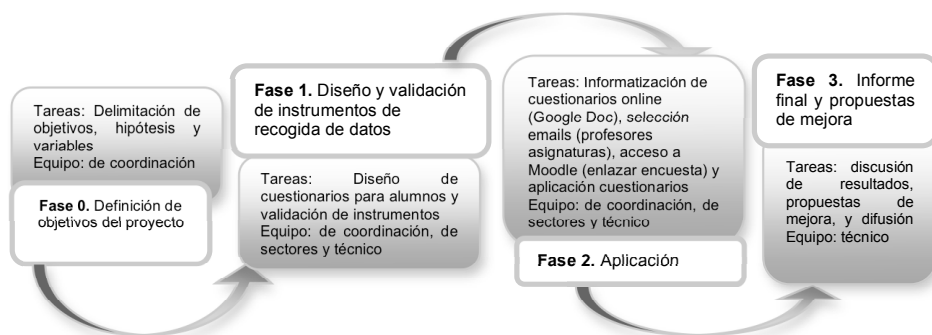 Tareas: Delimitación de
objetivos, hipótesis y
variables
Equipo: de coordinación
Fase 0. Definición de
objetivos del proyecto
Fase 1. Diseño y validación
de instrumentos de
recogida de datos
Tareas: Diseño de
cuestionarios para alumnos y
validación de instrumentos
Equipo: de coordinación, de
sectores y técnico
Tareas: Informatización de
cuestionarios online
(Google Doc), selección
emails (profesores
asignaturas), acceso a
Moodle (enlazar encuesta) y
aplicación cuestionarios
Equipo: de coordinación, de
sectores y técnico
Fase 2. Aplicación
Fase 3. Informe
final y propuestas
de mejora
Tareas: discusión
de resultados,
propuestas de
mejora, y difusión
Equipo: técnico